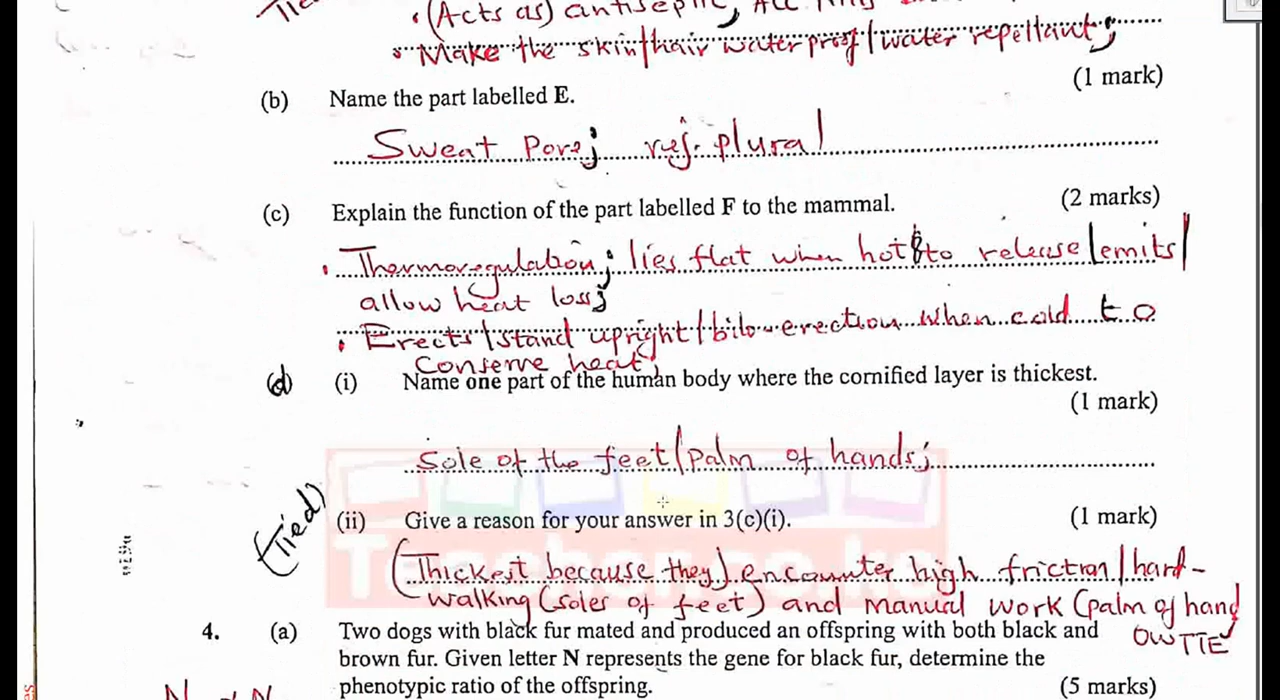 (Acts as) antiseptic,
• Make the skin/hair water proof/water repellant;
(1 mark)
(b) Name the part labelled E.
Sweat Pore; rej. plural
(c) Explain the function of the part labelled F to the mammal. (2 marks)
• Thermoregulation; lies flat when hot to release/emits/
allow heat loss;
• Erects/stand upright/bilo-erection when cold to
Conserve heat;
(d) (i) Name one part of the human body where the cornified layer is thickest.
(1 mark)
Sole of the feet/Palm of hands;
(Tied)
(ii) Give a reason for your answer in 3(c)(i). (1 mark)
(Thickest because they) encounter high friction/hard-
walking (soles of feet) and manual work (palm of hand
OWTTE
4. (a) Two dogs with black fur mated and produced an offspring with both black and
brown fur. Given letter N represents the gene for black fur, determine the
phenotypic ratio of the offspring. (5 marks)